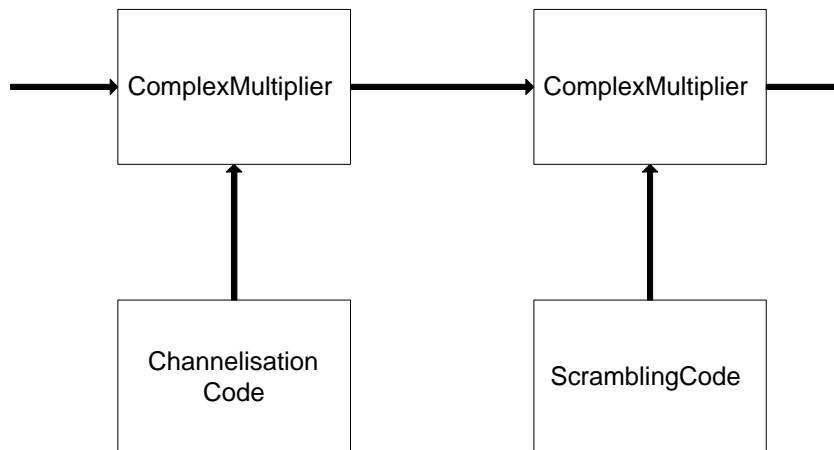 ComplexMultiplier
ComplexMultiplier
Channelisation
Code
ScramblingCode